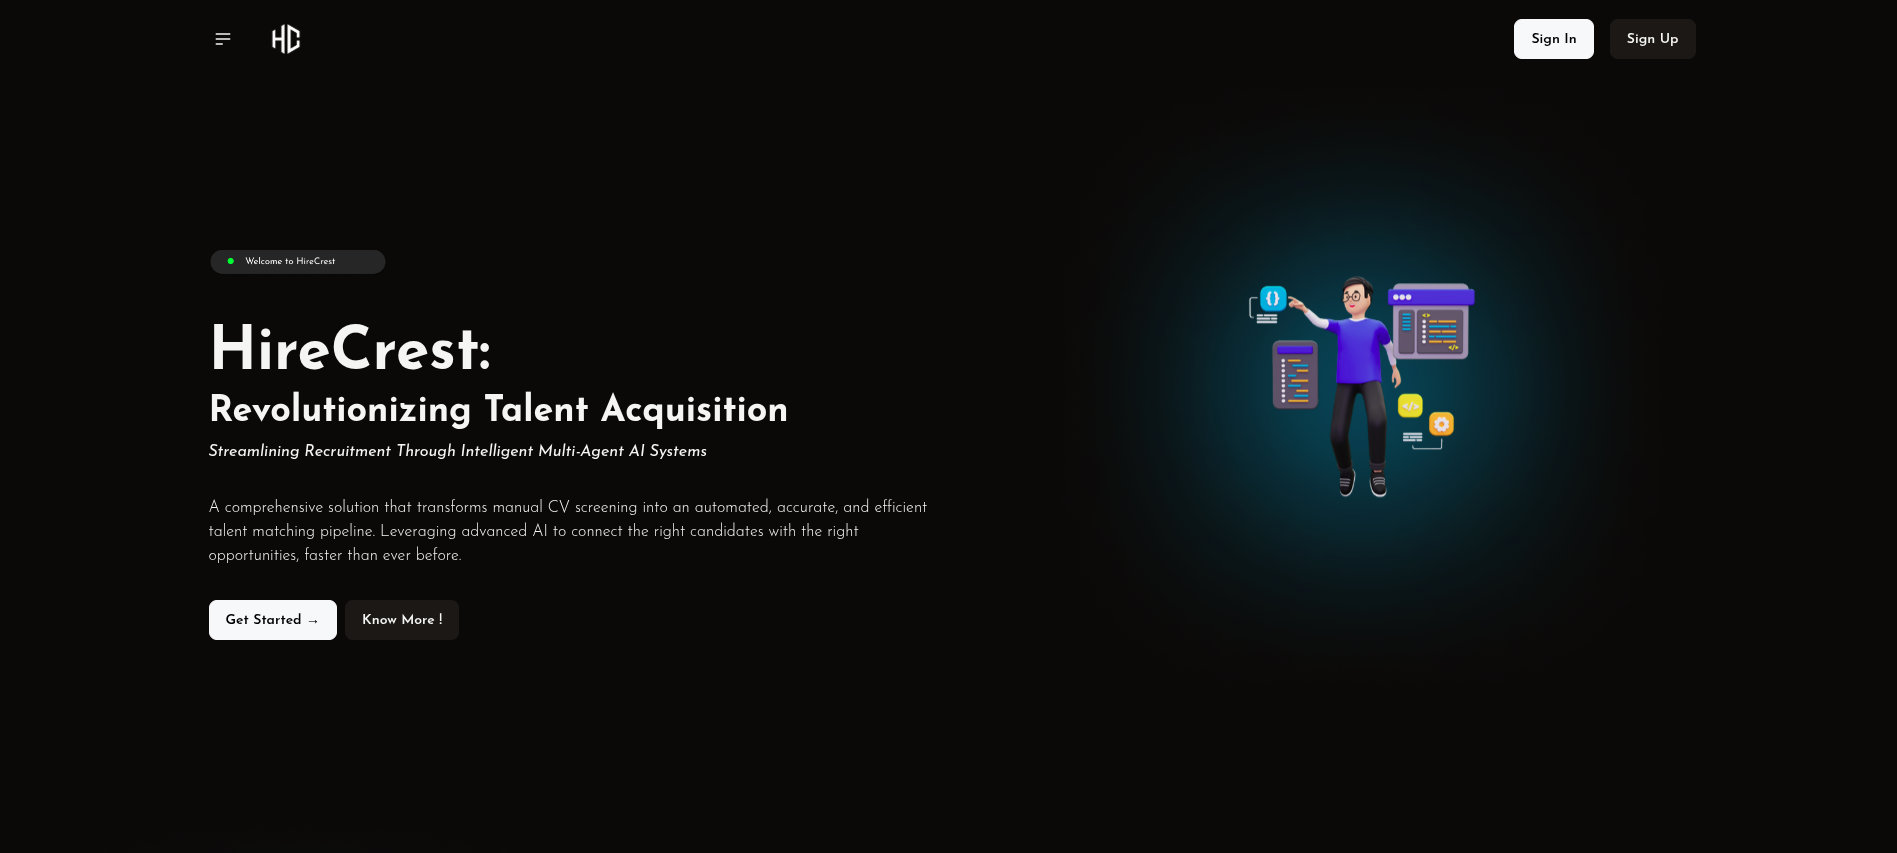 HC
Sign In
Sign Up
Welcome to HireCrest
HireCrest:
Revolutionizing Talent Acquisition
Streamlining Recruitment Through Intelligent Multi-Agent AI Systems
A comprehensive solution that transforms manual CV screening into an automated, accurate, and efficient
talent matching pipeline. Leveraging advanced AI to connect the right candidates with the right
opportunities, faster than ever before.
Get Started →
Know More !
{}
</>
</>